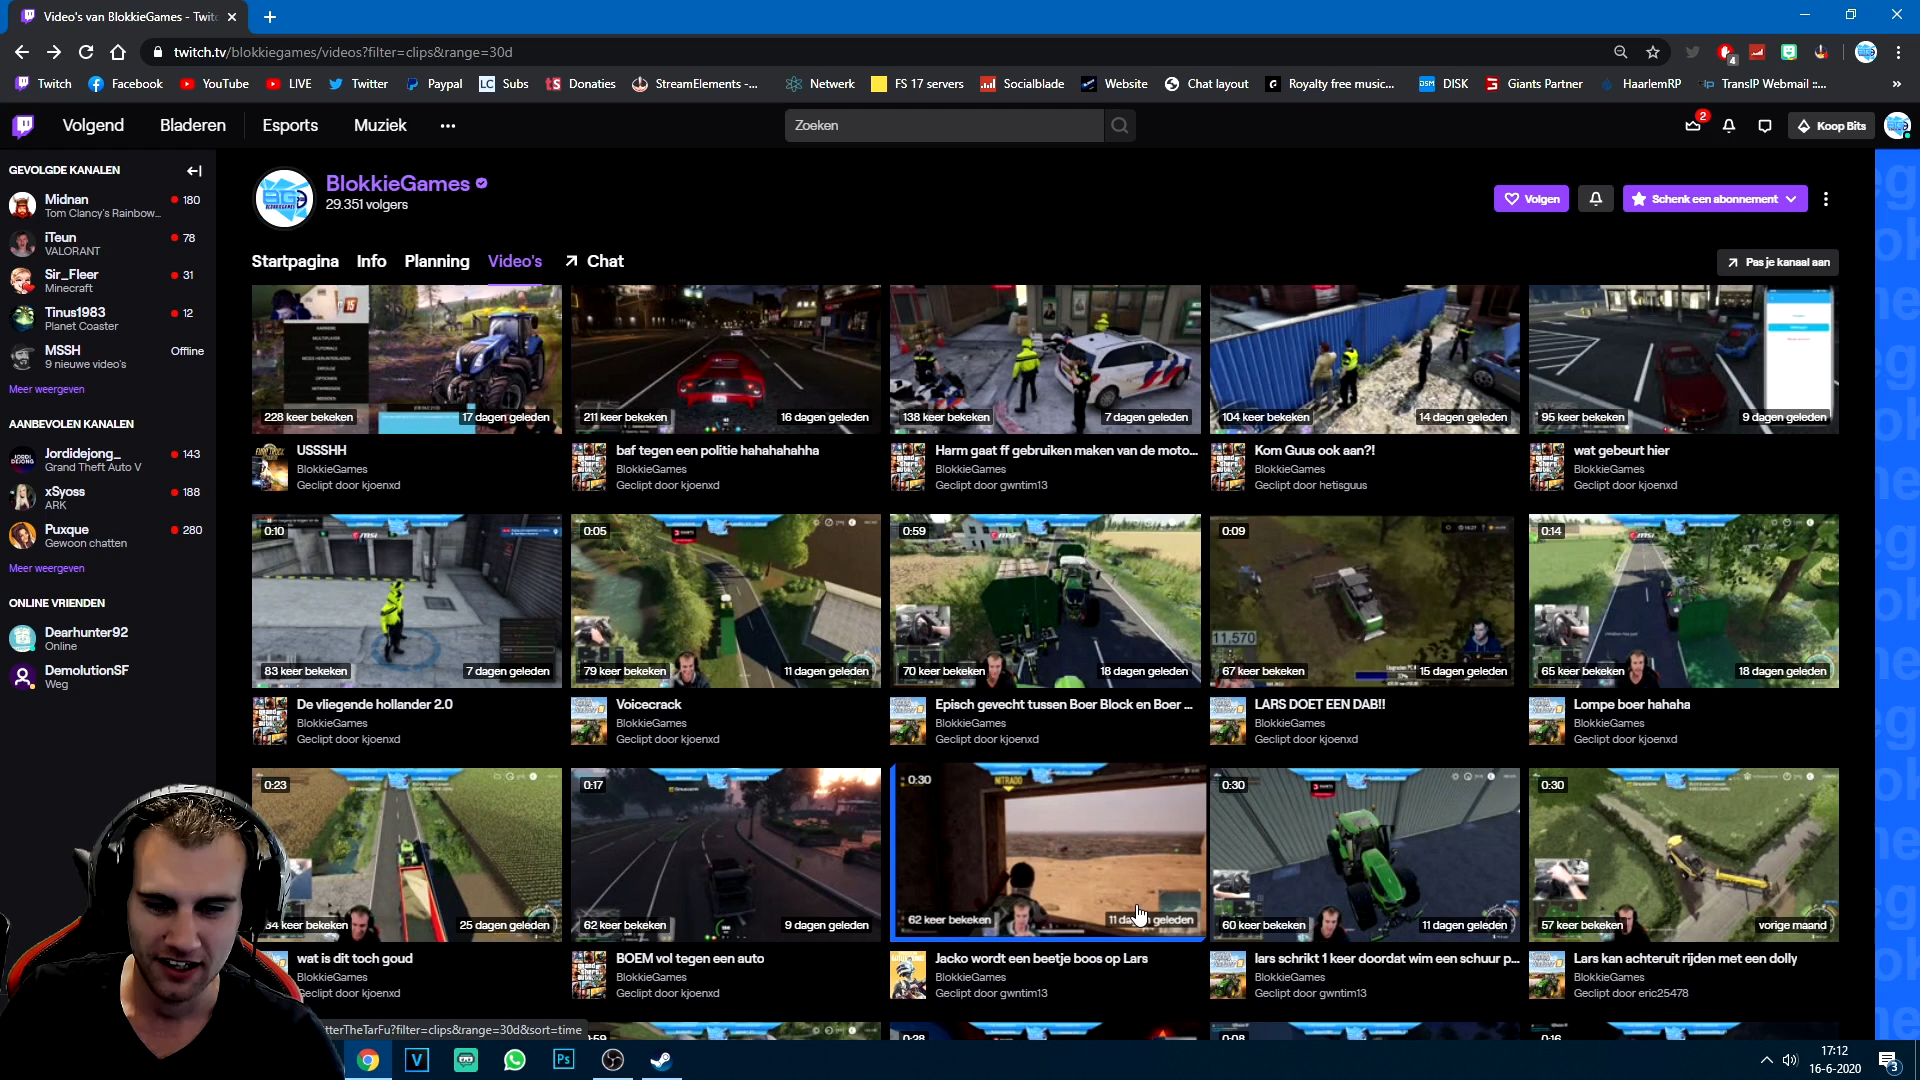 Video's van BlokkieGames - Twitc
twitch.tv/blokkiegames/videos?filter=clips&range=30d
4
Twitch
Facebook
YouTube
LIVE
Twitter
Paypal
LC Subs
tS Donaties
StreamElements -...
Netwerk
FS 17 servers
Socialblade
Website
Chat layout
Royalty free music...
DISK
Giants Partner
HaarlemRP
TransIP Webmail ::...
»
Volgend
Bladeren
Esports
Muziek
Zoeken
2
Koop Bits
GEVOLGDE KANALEN
Midnan 180
Tom Clancy's Rainbow...
iTeun 78
VALORANT
Sir_Fleer 31
Minecraft
Tinus1983 12
Planet Coaster
MSSH Offline
9 nieuwe video's
Meer weergeven
AANBEVOLEN KANALEN
Jordidejong_ 143
Grand Theft Auto V
xSyoss 188
ARK
Puxque 280
Gewoon chatten
Meer weergeven
ONLINE VRIENDEN
Dearhunter92
Online
DemolutionSF
Weg
BlokkieGames
29.351 volgers
Volgen
Schenk een abonnement
Startpagina
Info
Planning
Video's
Chat
Pas je kanaal aan
228 keer bekeken 17 dagen geleden
USSSHH
BlokkieGames
Geclipt door kjoenxd
211 keer bekeken 16 dagen geleden
baf tegen een politie hahahahahha
BlokkieGames
Geclipt door kjoenxd
138 keer bekeken 7 dagen geleden
Harm gaat ff gebruiken maken van de moto...
BlokkieGames
Geclipt door gwntim13
104 keer bekeken 14 dagen geleden
Kom Guus ook aan?!
BlokkieGames
Geclipt door hetisguus
95 keer bekeken 9 dagen geleden
wat gebeurt hier
BlokkieGames
Geclipt door kjoenxd
0:10
83 keer bekeken 7 dagen geleden
De vliegende hollander 2.0
BlokkieGames
Geclipt door kjoenxd
0:05
79 keer bekeken 11 dagen geleden
Voicecrack
BlokkieGames
Geclipt door kjoenxd
0:59
70 keer bekeken 18 dagen geleden
Episch gevecht tussen Boer Block en Boer ...
BlokkieGames
Geclipt door kjoenxd
0:09
11,570
67 keer bekeken 15 dagen geleden
LARS DOET EEN DAB!!
BlokkieGames
Geclipt door kjoenxd
0:14
65 keer bekeken 18 dagen geleden
Lompe boer hahaha
BlokkieGames
Geclipt door kjoenxd
0:23
34 keer bekeken 25 dagen geleden
wat is dit toch goud
BlokkieGames
Geclipt door kjoenxd
0:17
62 keer bekeken 9 dagen geleden
BOEM vol tegen een auto
BlokkieGames
Geclipt door kjoenxd
0:30
NITRADO
62 keer bekeken 11 geleden
Jacko wordt een beetje boos op Lars
BlokkieGames
Geclipt door gwntim13
0:30
60 keer bekeken 11 dagen geleden
lars schrikt 1 keer doordat wim een schuur p...
BlokkieGames
Geclipt door gwntim13
0:30
57 keer bekeken vorige maand
Lars kan achteruit rijden met een dolly
BlokkieGames
Geclipt door eric25478
tterTheTarFu?filter=clips&range=30d&sort=time
0:28
0:08
0:16
17:12
16-6-2020
3